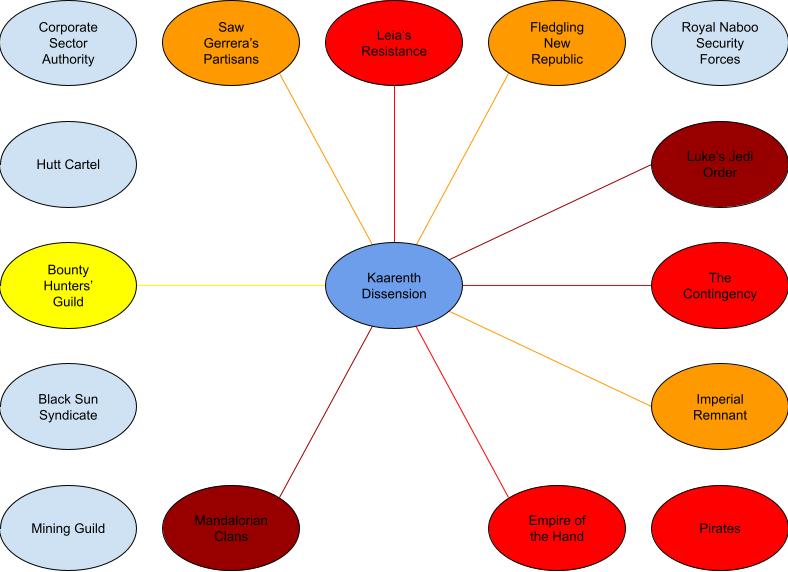 Corporate
Sector
Authority
Saw
Gerrera's
Partisans
Leia's
Resistance
Fledgling
New
Republic
Royal Naboo
Security
Forces
Hutt Cartel
Luke's Jedi
Order
Bounty
Hunters'
Guild
Kaarenth
Dissension
The
Contingency
Black Sun
Syndicate
Imperial
Remnant
Mining Guild
Mandalorian
Clans
Empire of
the Hand
Pirates